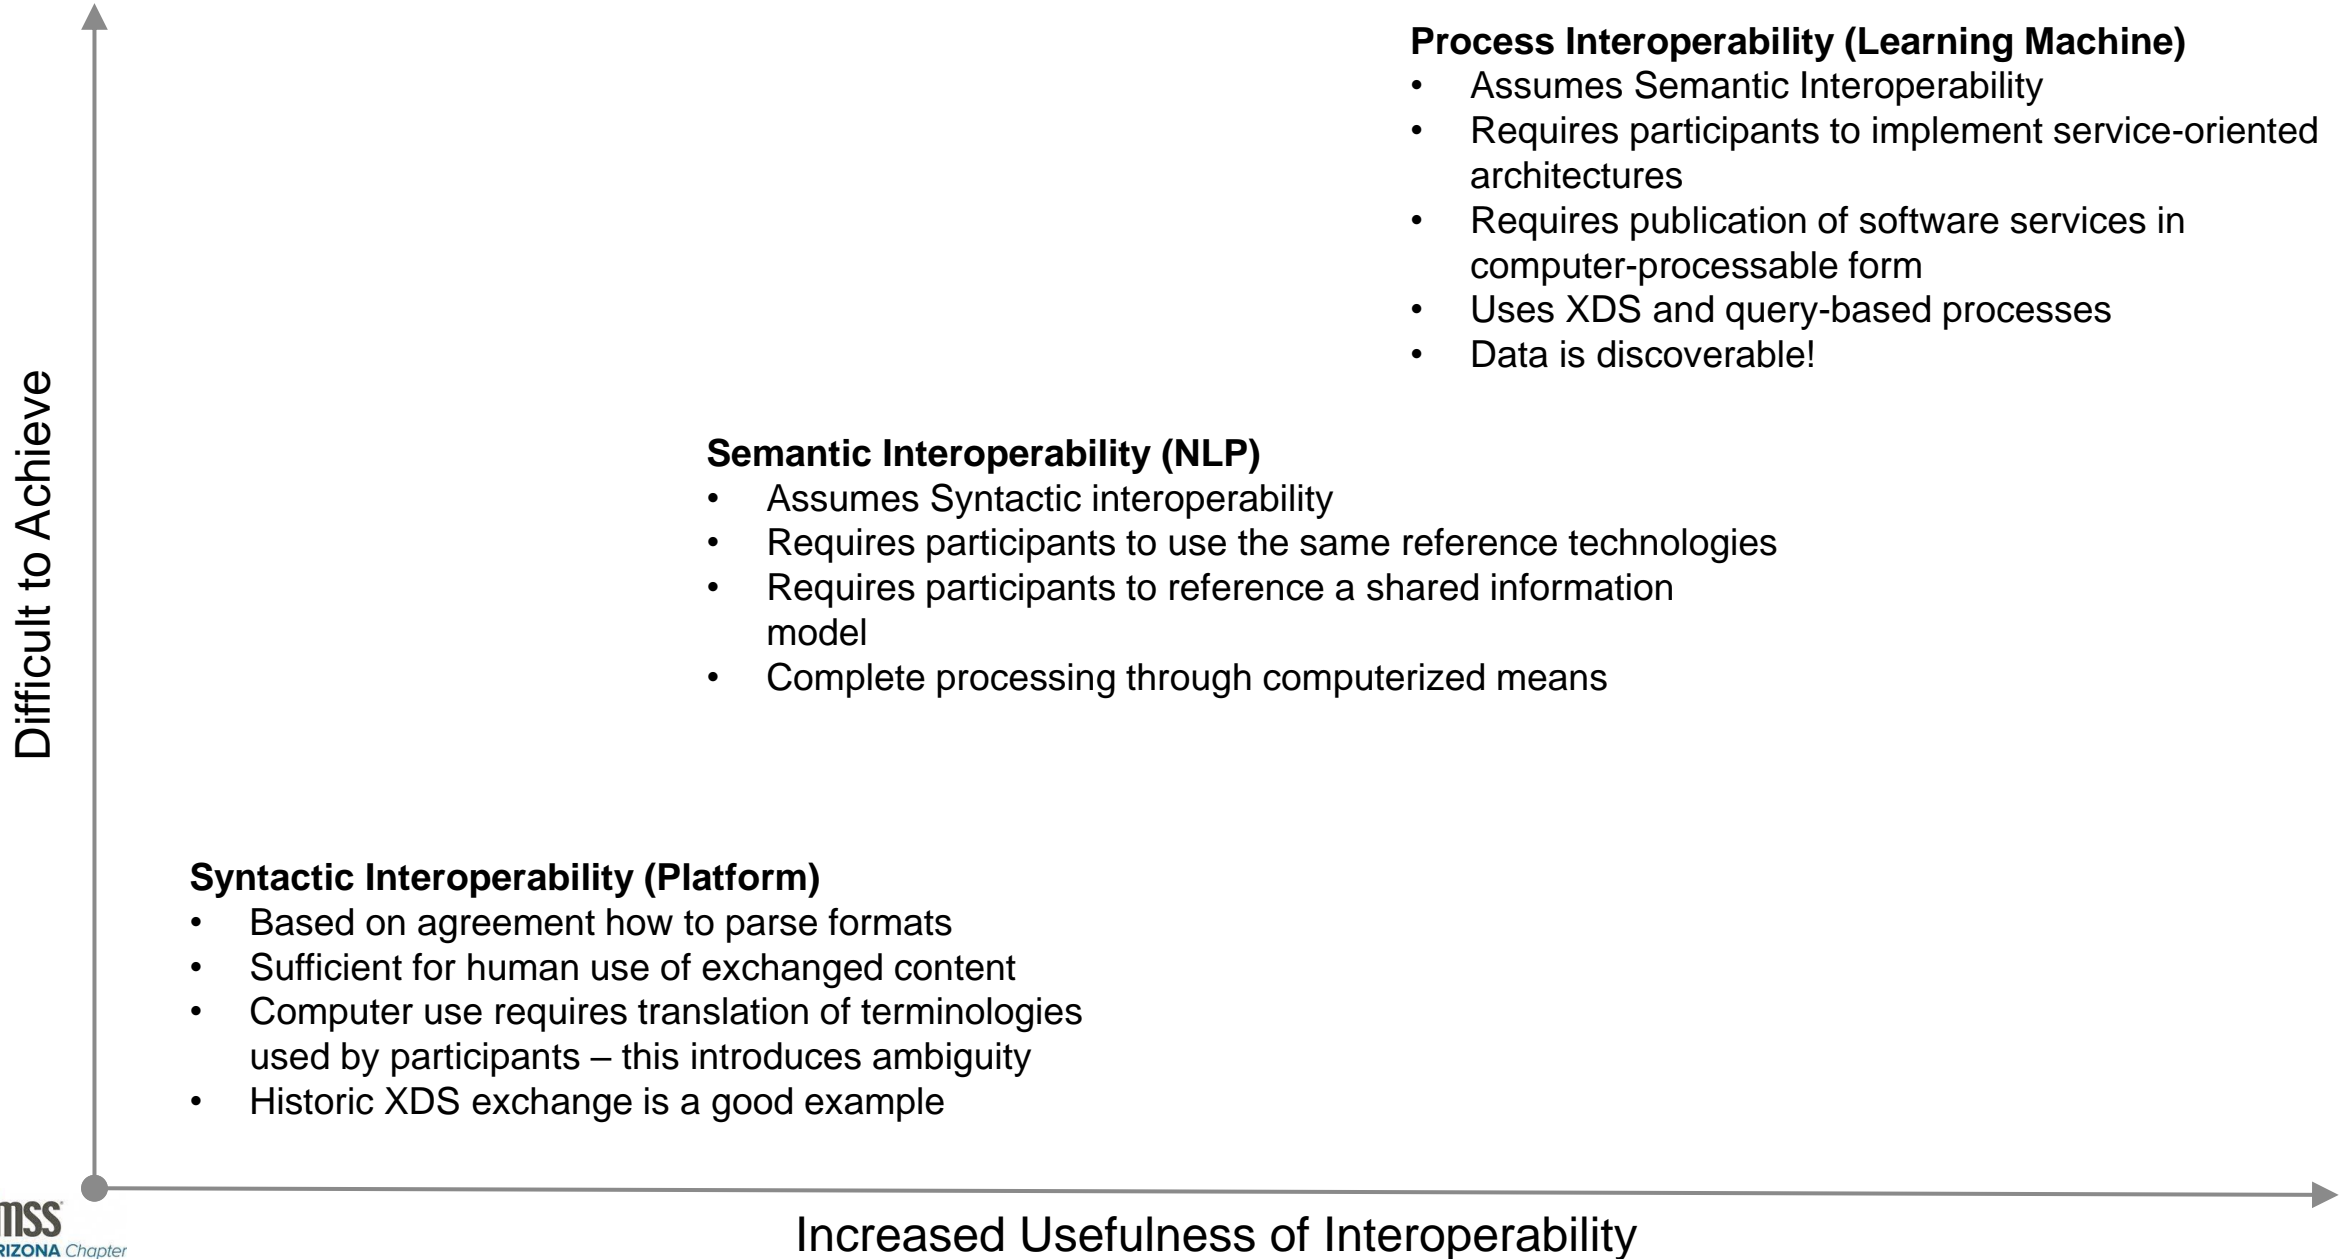 Process Interoperability (Learning Machine)
• Assumes Semantic Interoperability
• Requires participants to implement service-oriented
architectures
• Requires publication of software services in
computer-processable form
• Uses XDS and query-based processes
• Data is discoverable!
Difficult to Achieve
Semantic Interoperability (NLP)
• Assumes Syntactic interoperability
• Requires participants to use the same reference technologies
• Requires participants to reference a shared information
model
• Complete processing through computerized means
Syntactic Interoperability (Platform)
• Based on agreement how to parse formats
• Sufficient for human use of exchanged content
• Computer use requires translation of terminologies
used by participants – this introduces ambiguity
• Historic XDS exchange is a good example
Increased Usefulness of Interoperability
mss
RIZONA Chapter